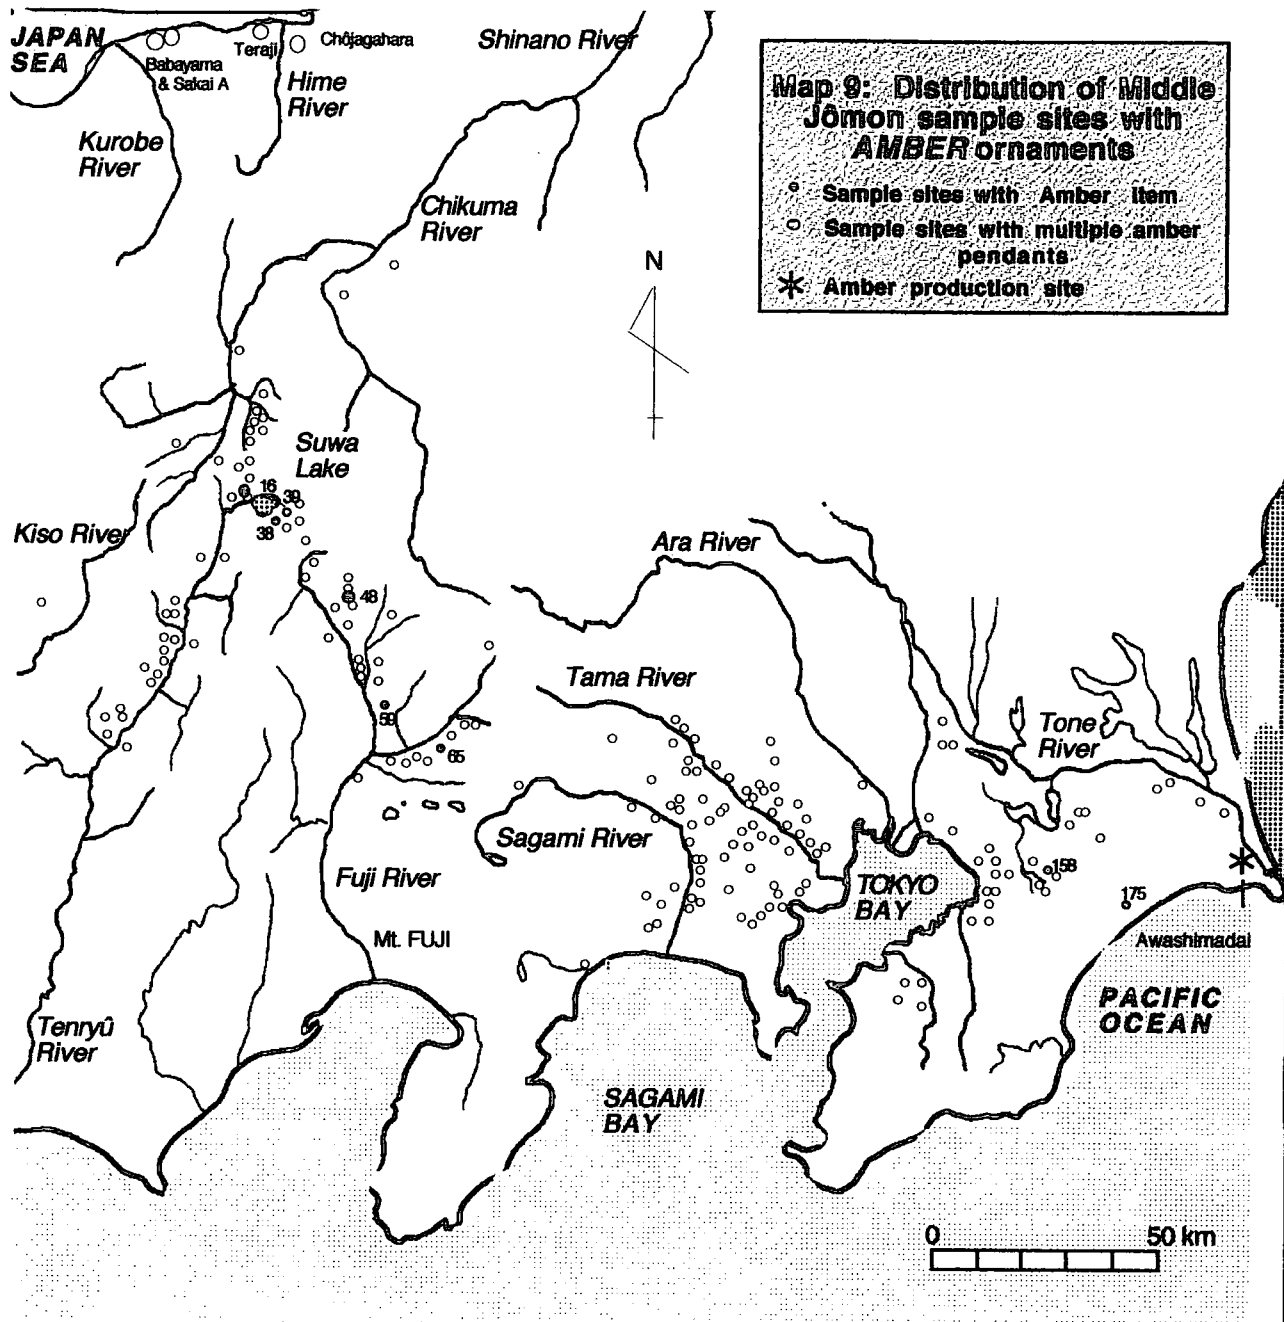 JAPAN
SEA
Babayama
& Sakai A
Teraji
Chôjagahara
Hime
River
Kurobe
River
Shinano River
Map 9: Distribution of Middle
Jômon sample sites with
AMBER ornaments
Sample sites with Amber item
Sample sites with multiple amber
pendants
Amber production site
Chikuma
River
N
Suwa
Lake
16
39
38
Kiso River
Ara River
48
Tama River
59
65
Tone
River
Sagami River
Fuji River
TOKYO
BAY
158
175
Mt. FUJI
Awashimadai
PACIFIC
OCEAN
Tenryû
River
SAGAMI
BAY
0
50 km